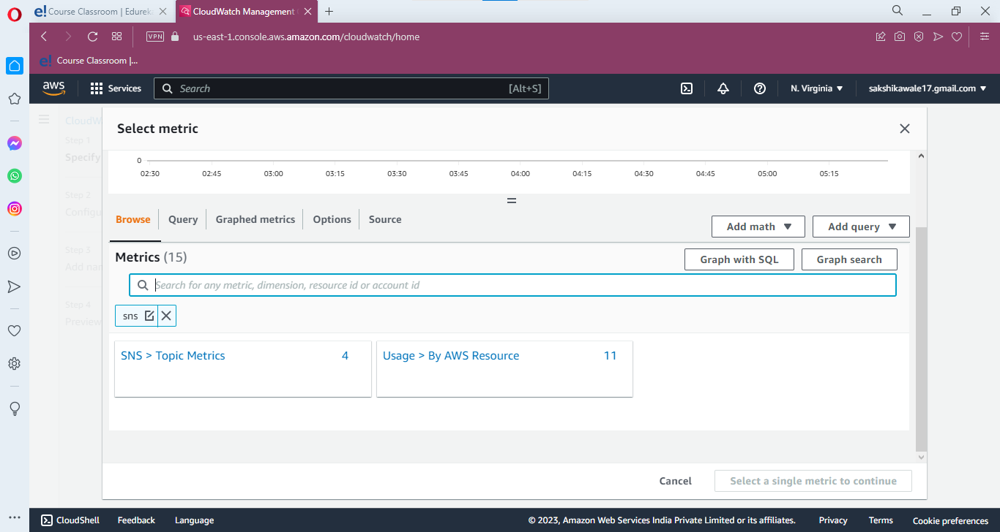 e! Course Classroom | Edurek
CloudWatch Management
VPN
us-east-1.console.aws.amazon.com/cloudwatch/home
e! Course Classroom |...
aws
Services
Search
[Alt+S]
N. Virginia
sakshikawale17.gmail.com
CloudW
Step 1
Specify
Step 2
Configu
Step 3
Add nam
Step 4
Preview
Select metric
0
02:30 02:45 03:00 03:15 03:30 03:45 04:00 04:15 04:30 04:45 05:00 05:15
Browse
Query
Graphed metrics
Options
Source
Add math
Add query
Metrics (15)
Graph with SQL
Graph search
Search for any metric, dimension, resource id or account id
sns
SNS > Topic Metrics 4
Usage > By AWS Resource 11
Cancel
Select a single metric to continue
CloudShell
Feedback
Language
© 2023, Amazon Web Services India Private Limited or its affiliates.
Privacy
Terms
Cookie preferences